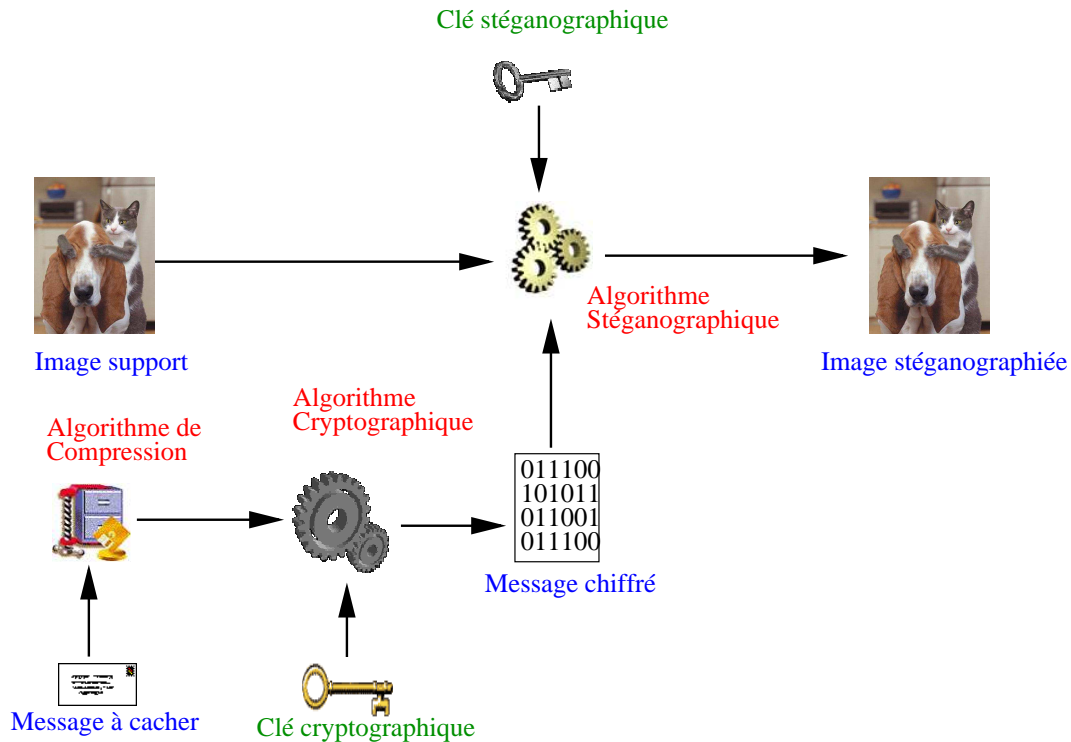 Clé stéganographique
Algorithme
Stéganographique
Image support
Image stéganographiée
Algorithme
Cryptographique
Algorithme de
Compression
011100
101011
011001
011100
Message chiffré
Message à cacher
Clé cryptographique